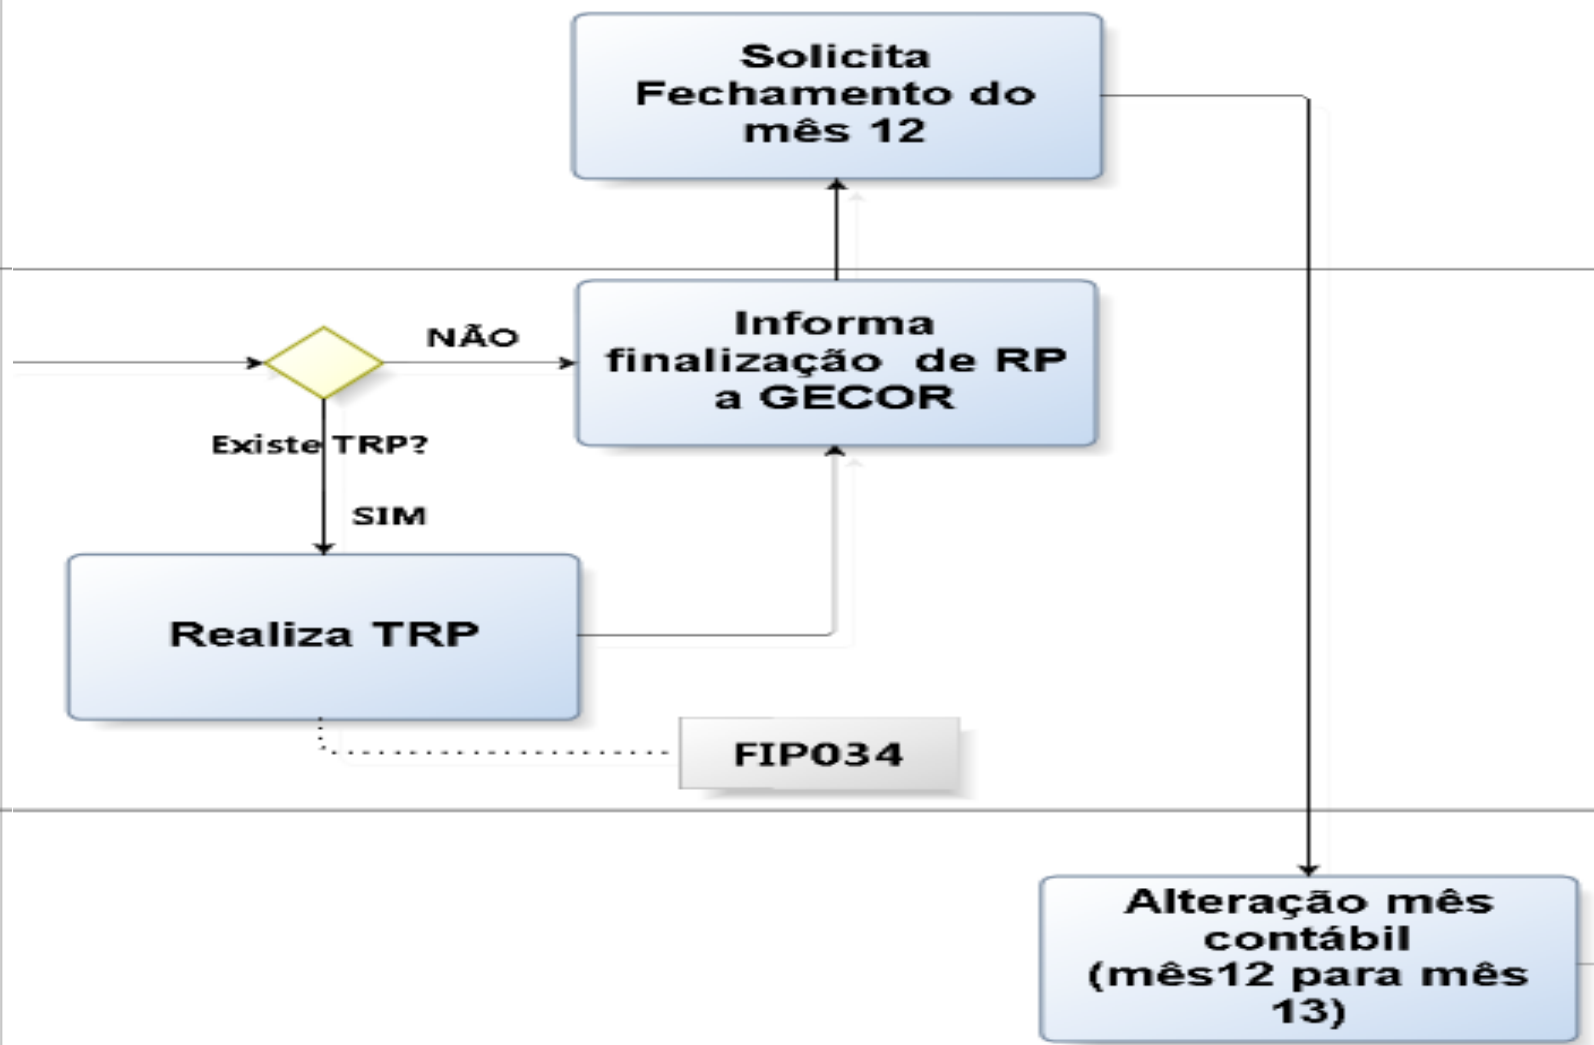 Solicita
Fechamento do
mês 12
NÃO
Informa
finalização  de RP
a GECOR
Existe TRP?
SIM
Realiza TRP
FIP034
Alteração mês
contábil
(mês12 para mês
13)